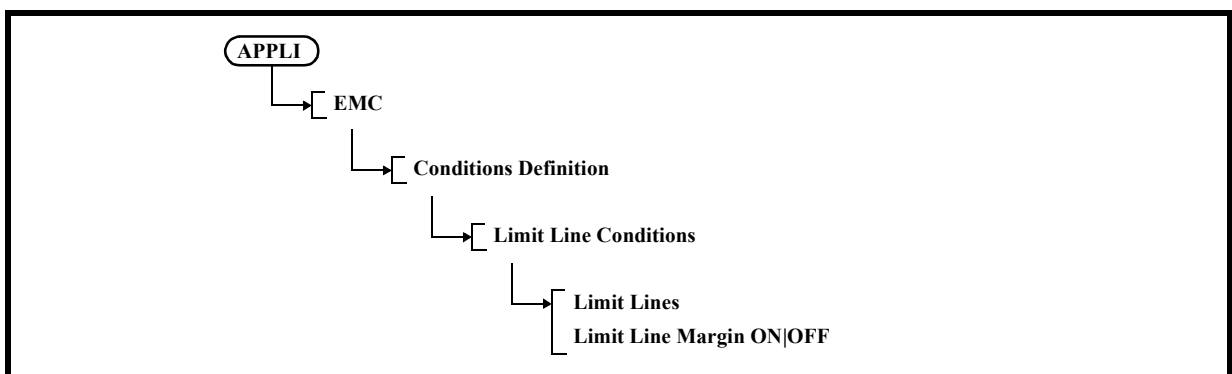 APPLI
EMC
Conditions Definition
Limit Line Conditions
Limit Lines
Limit Line Margin ON|OFF